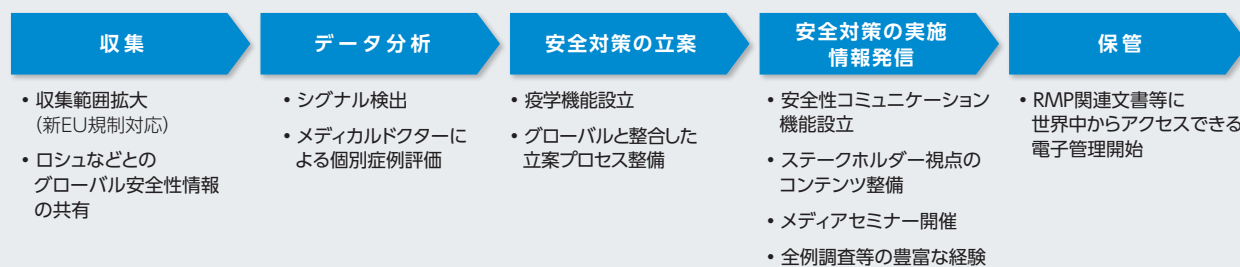 収集
• 収集範囲拡大
（新EU規制対応）
• ロシュなどとの
グローバル安全性情報
の共有
データ分析
• シグナル検出
• メディカルドクターに
よる個別症例評価
安全対策の立案
• 疫学機能設立
• グローバルと整合した
立案プロセス整備
安全対策の実施
情報発信
• 安全性コミュニケーション
機能設立
• ステークホルダー視点の
コンテンツ整備
• メディアセミナー開催
• 全例調査等の豊富な経験
保管
• RMP関連文書等に
世界中からアクセスできる
電子管理開始